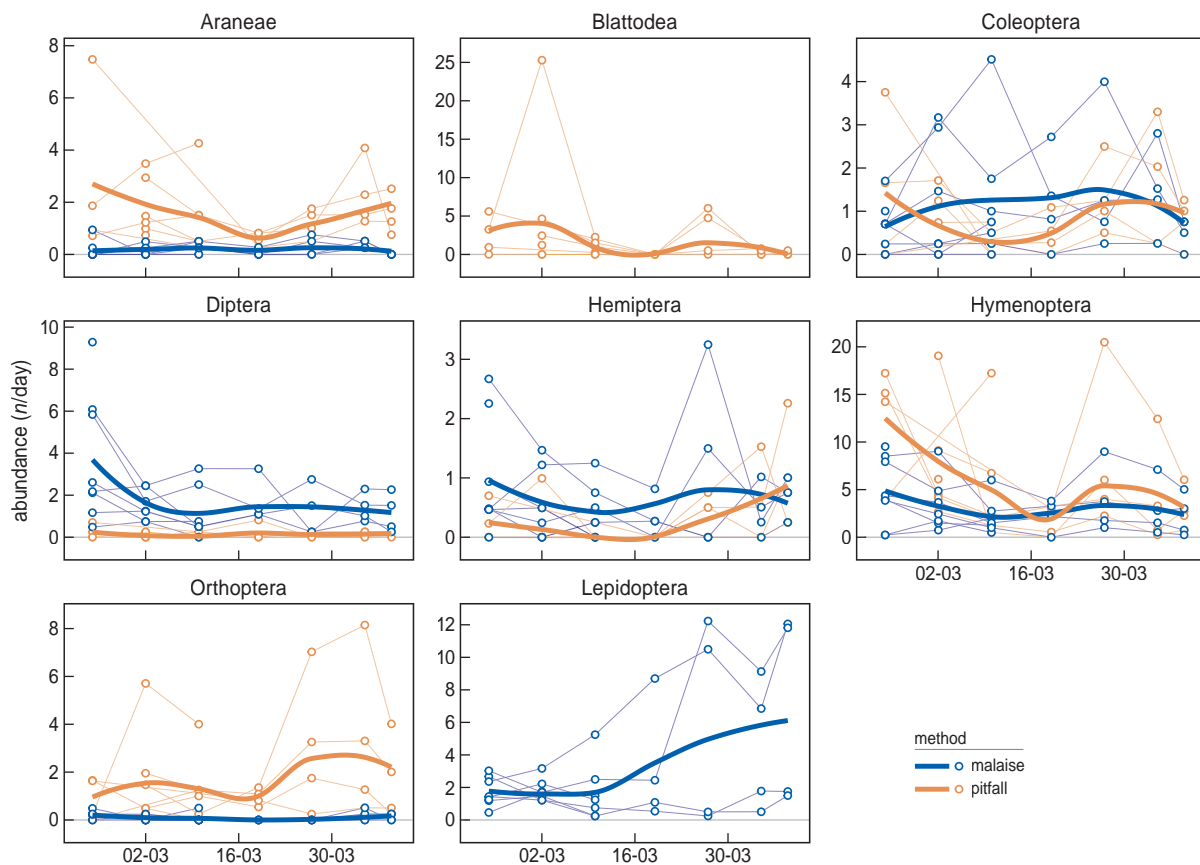 Araneae
Blattodea
Coleoptera
8
6
4
2
0
25
20
15
10
5
0
4
3
2
1
0
Diptera
Hemiptera
Hymenoptera
abundance (n/day)
10
8
6
4
2
0
3
2
1
0
20
15
10
5
0
02-03 16-03 30-03
Orthoptera
Lepidoptera
8
6
4
2
0
12
10
8
6
4
2
0
method
malaise
pitfall
02-03 16-03 30-03
02-03 16-03 30-03